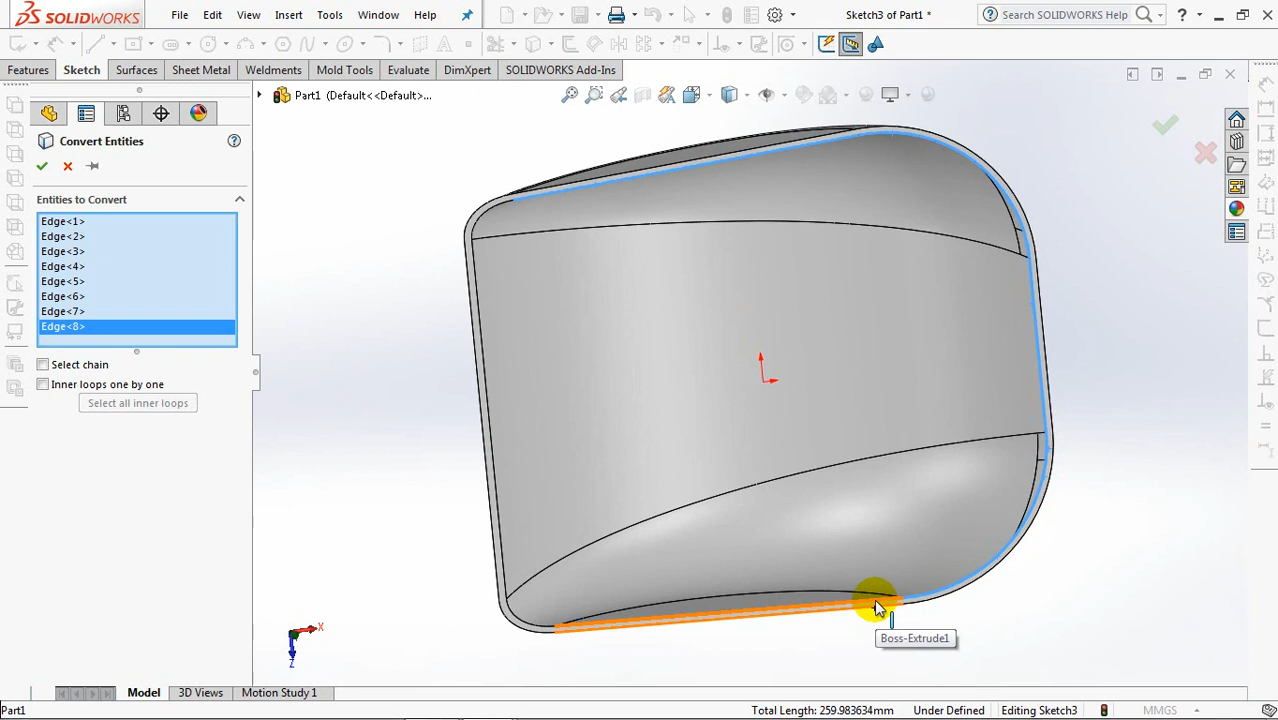 SOLIDWORKS File Edit View Insert Tools Window Help Sketch3 of Part1 * Search SOLIDWORKS Help ?
Features Sketch Surfaces Sheet Metal Weldments Mold Tools Evaluate DimXpert SOLIDWORKS Add-Ins
Part1 (Default<<Default>...
Convert Entities ?
Entities to Convert
Edge<1>
Edge<2>
Edge<3>
Edge<4>
Edge<5>
Edge<6>
Edge<7>
Edge<8>
Select chain
Inner loops one by one
Select all inner loops
Boss-Extrude1
X
Z
Model 3D Views Motion Study 1
Part1 Total Length: 259.983634mm Under Defined Editing Sketch3 MMGS